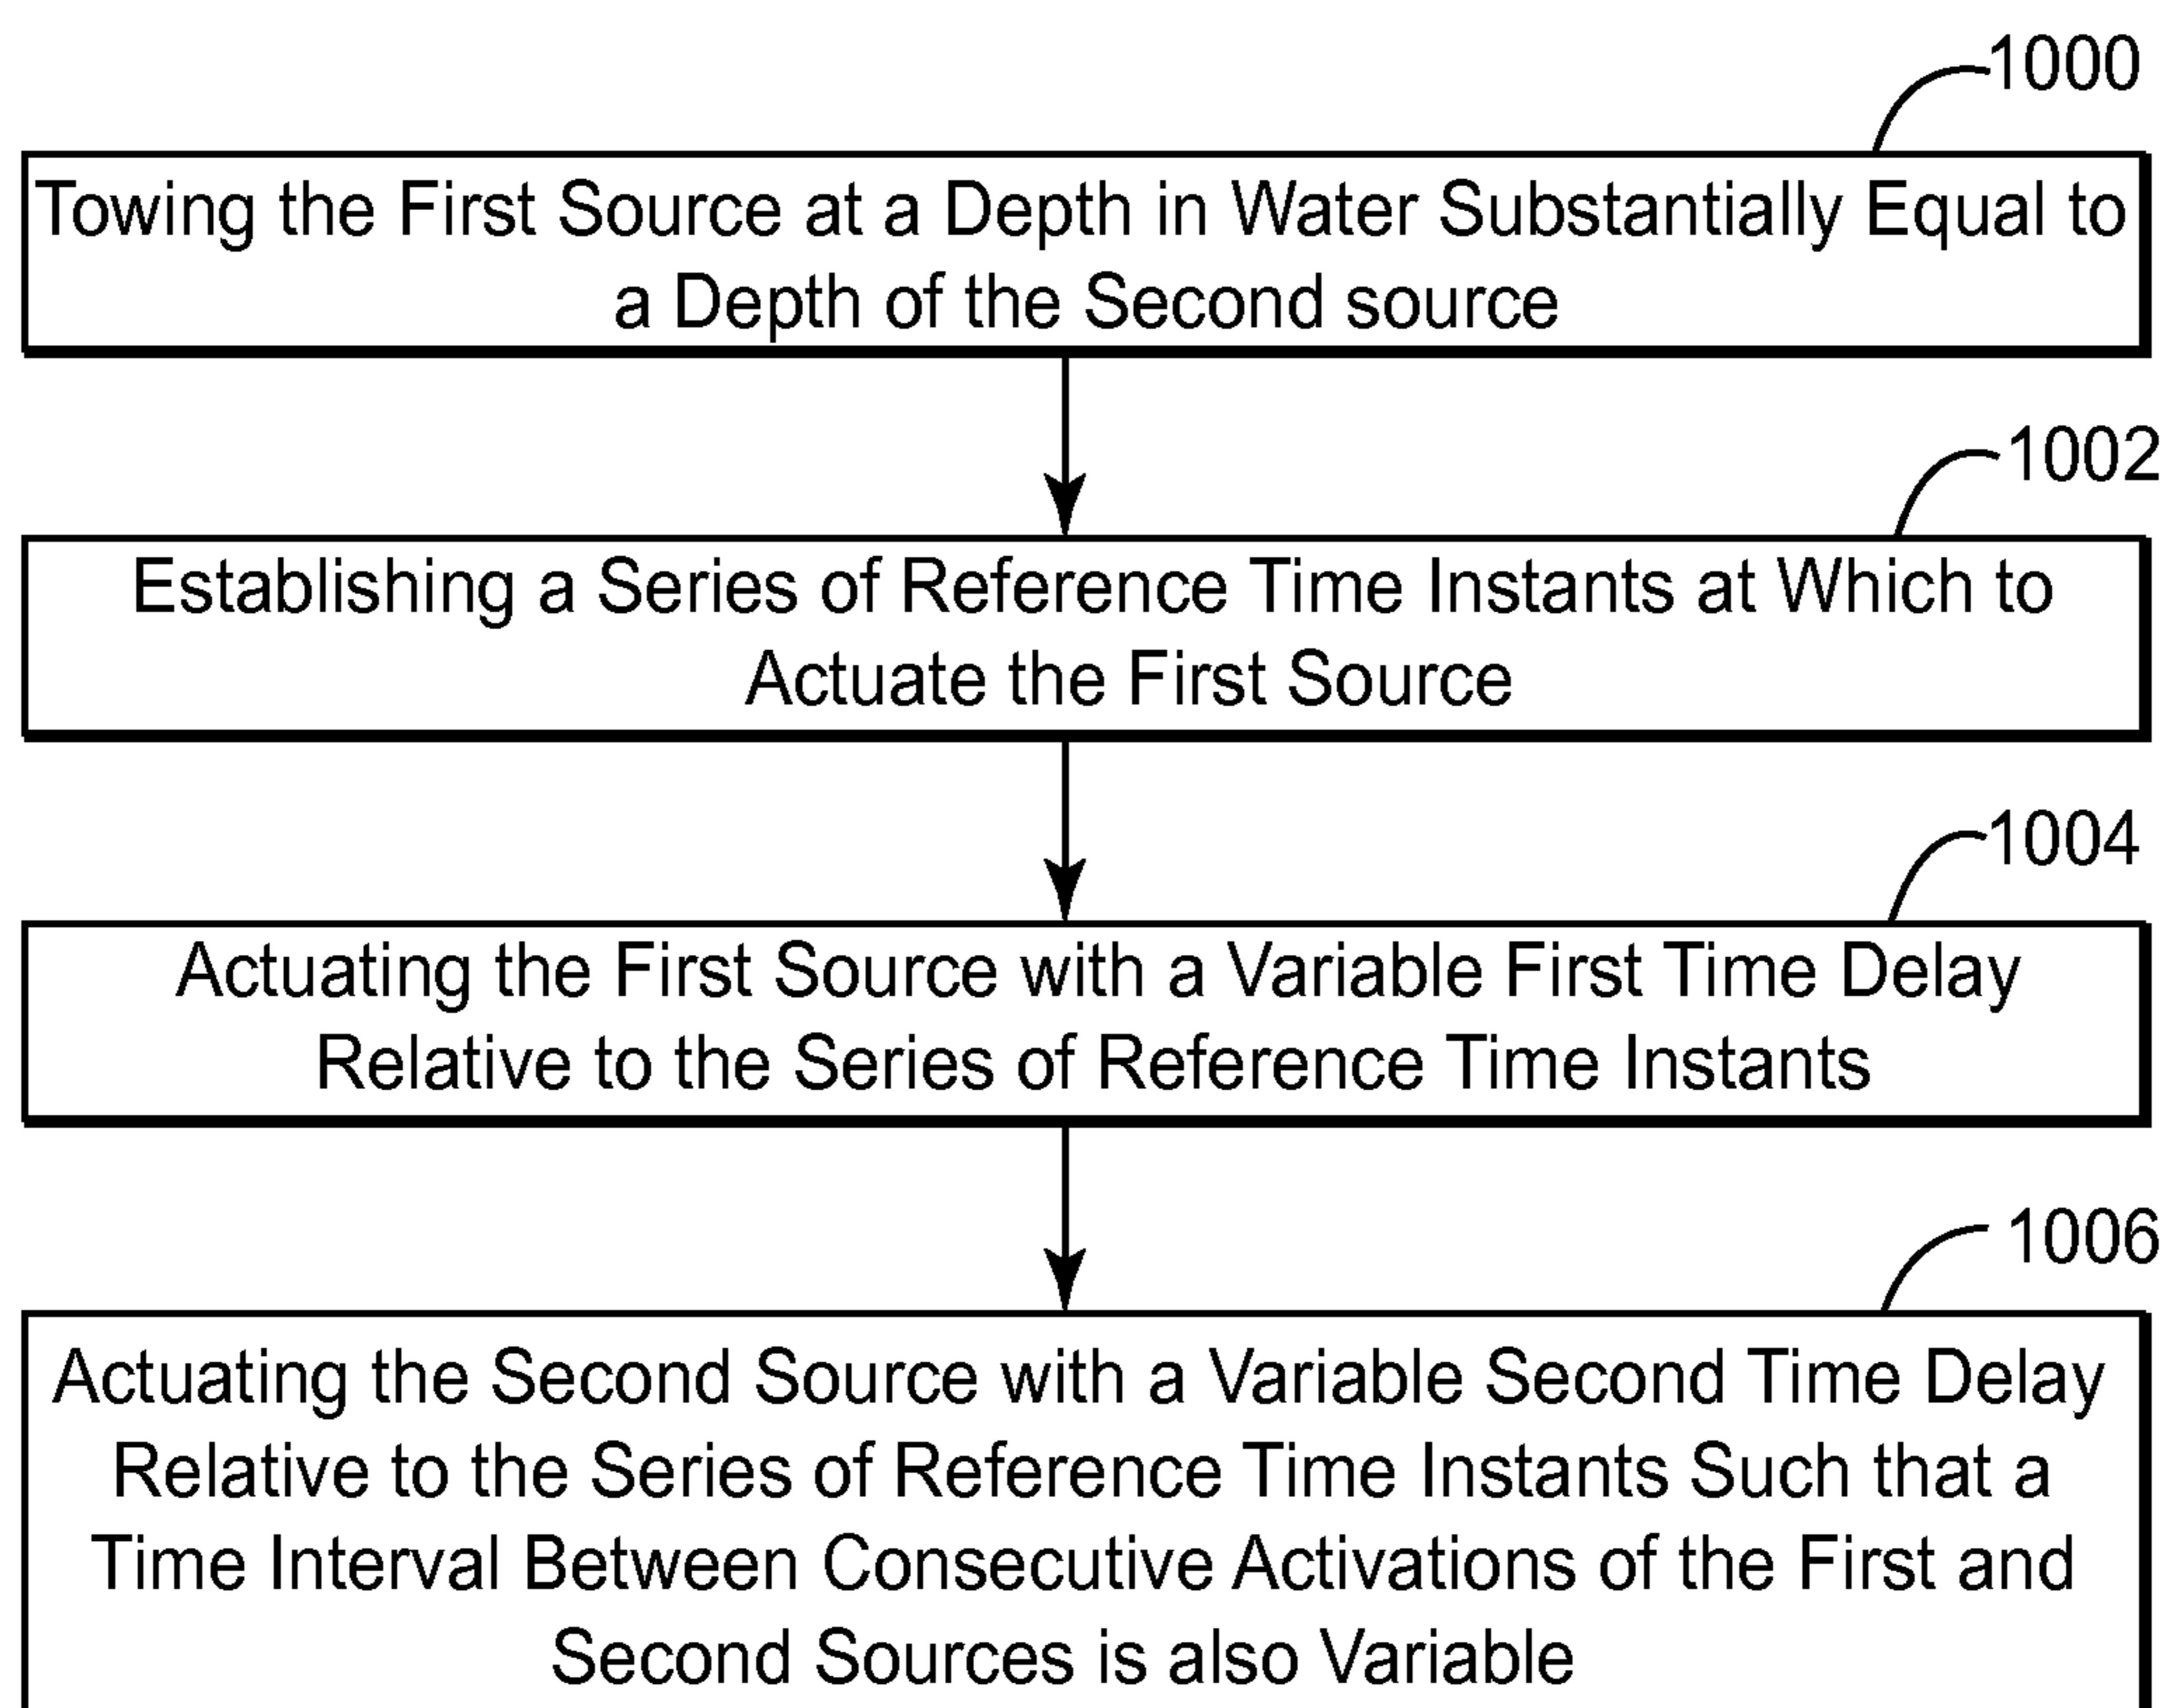 1000
Towing the First Source at a Depth in Water Substantially Equal to
a Depth of the Second source
1002
Establishing a Series of Reference Time Instants at Which to
Actuate the First Source
1004
Actuating the First Source with a Variable First Time Delay
Relative to the Series of Reference Time Instants
1006
Actuating the Second Source with a Variable Second Time Delay
Relative to the Series of Reference Time Instants Such that a
Time Interval Between Consecutive Activations of the First and
Second Sources is also Variable